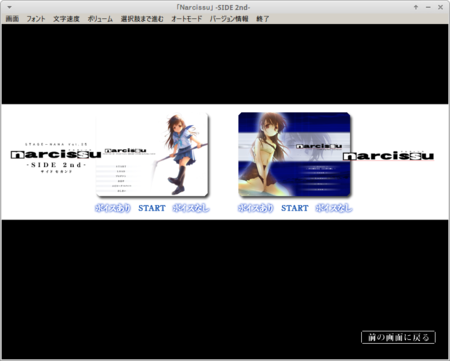 「Narcissu」-SIDE 2nd-
画面 フォント 文字速度 ボリューム 選択肢まで進む オートモード バージョン情報 終了
narcissu
-SIDE 2nd-
サイドセカンド
narcissu
narcissu
ボイスあり START ボイスなし
ボイスあり START ボイスなし
前の画面に戻る